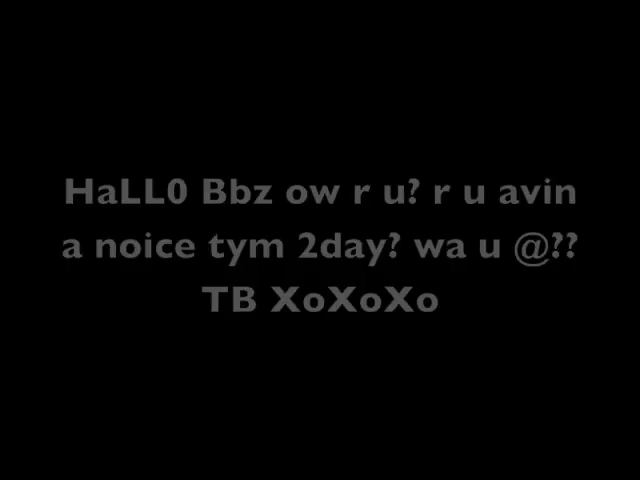 HaLL0 Bbz ow r u? r u avin
a noice tym 2day? wa u @??
TB XoXoXo